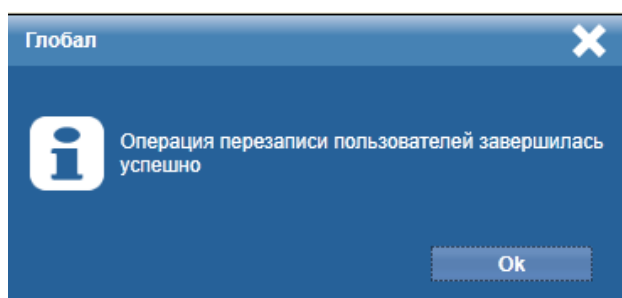 Глобал
Операция перезаписи пользователей завершилась
успешно
Ok